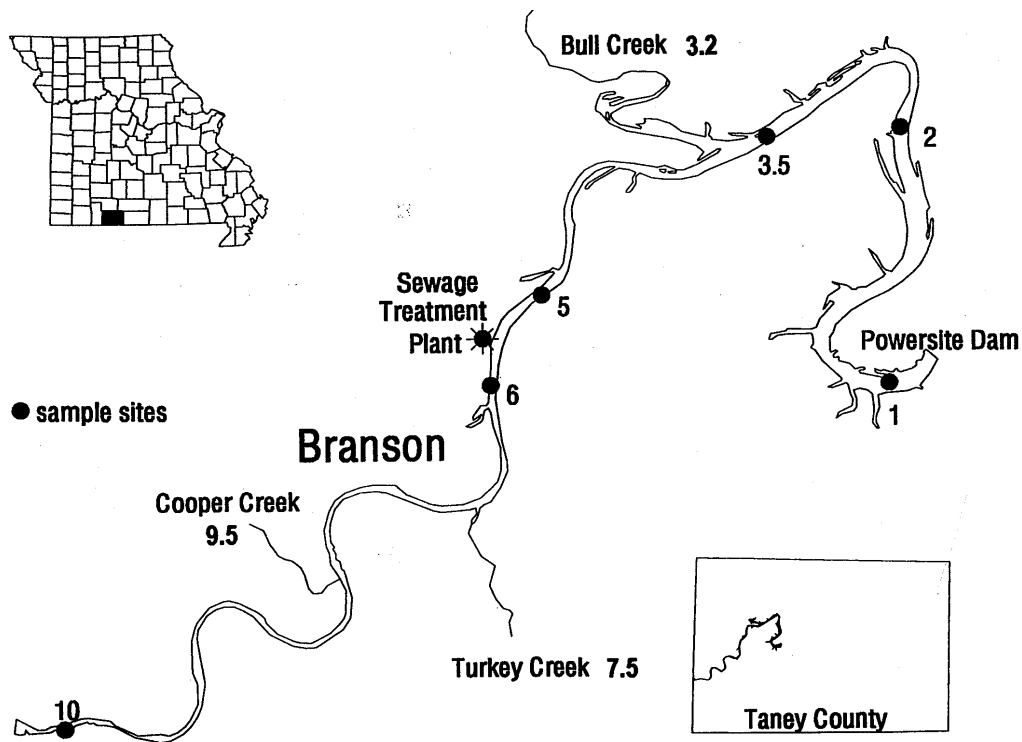 Bull Creek 3.2
2
3.5
Sewage
Treatment
Plant
5
Powersite Dam
6
1
sample sites
Branson
Cooper Creek
9.5
Turkey Creek 7.5
10
Taney County